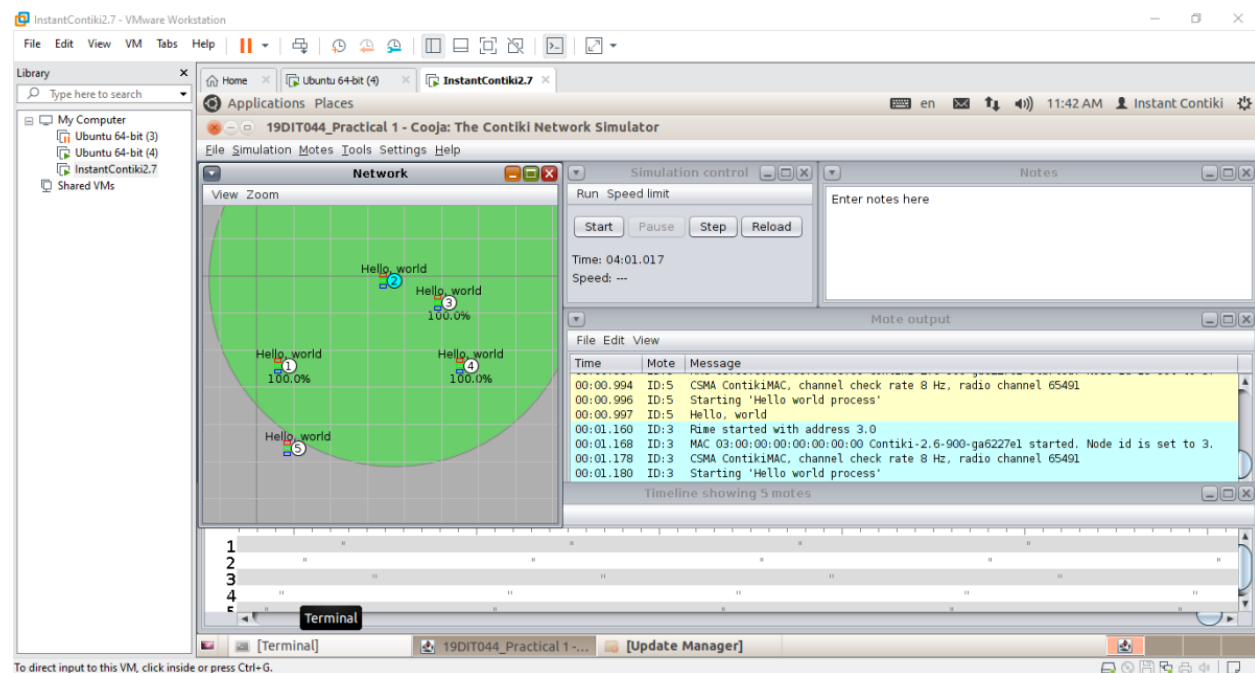 InstantContiki2.7 - VMware Workstation
File Edit View VM Tabs Help
Library
Type here to search
My Computer
Ubuntu 64-bit (3)
Ubuntu 64-bit (4)
InstantContiki2.7
Shared VMs
Home
Ubuntu 64-bit (4)
InstantContiki2.7
Applications Places
en
11:42 AM
Instant Contiki
19DIT044_Practical 1 - Cooja: The Contiki Network Simulator
File Simulation Motes Tools Settings Help
Network
View Zoom
Hello, world
2
Hello, world
3
100.0%
Hello, world
1
100.0%
Hello, world
4
100.0%
Hello, world
5
Simulation control
Run Speed limit
Start Pause Step Reload
Time: 04:01.017
Speed: ---
Notes
Enter notes here
Mote output
File Edit View
Time Mote Message
00:00.994 ID:5 CSMA ContikiMAC, channel check rate 8 Hz, radio channel 65491
00:00.996 ID:5 Starting 'Hello world process'
00:00.997 ID:5 Hello, world
00:01.160 ID:3 Rime started with address 3.0
00:01.168 ID:3 MAC 03:00:00:00:00:00:00:00 Contiki-2.6-900-ga6227e1 started. Node id is set to 3.
00:01.178 ID:3 CSMA ContikiMAC, channel check rate 8 Hz, radio channel 65491
00:01.180 ID:3 Starting 'Hello world process'
Timeline showing 5 motes
1
2
3
4
5
Terminal
[Terminal]
19DIT044_Practical 1 -...
[Update Manager]
To direct input to this VM, click inside or press Ctrl+G.